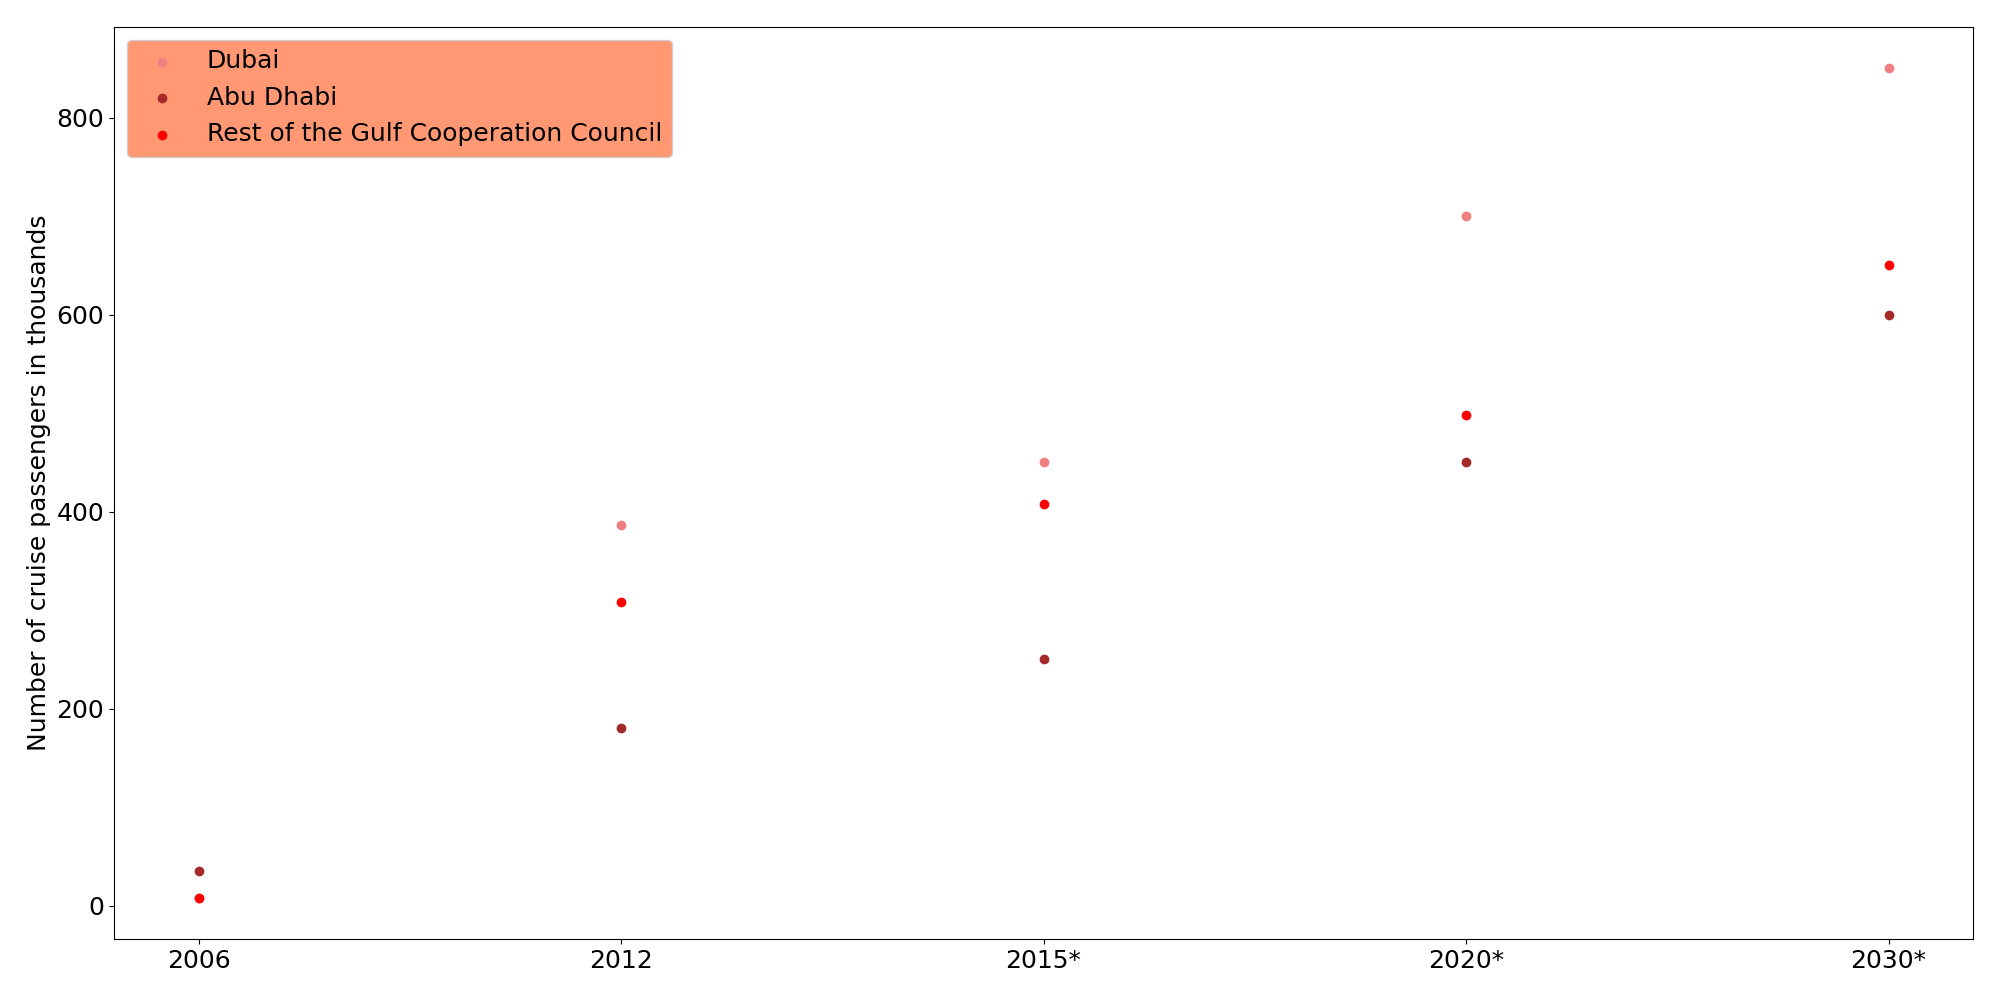 Dubai
Abu Dhabi
Rest of the Gulf Cooperation Council
Number of cruise passengers in thousands
800
600
400
200
0
2006 2012 2015* 2020* 2030*